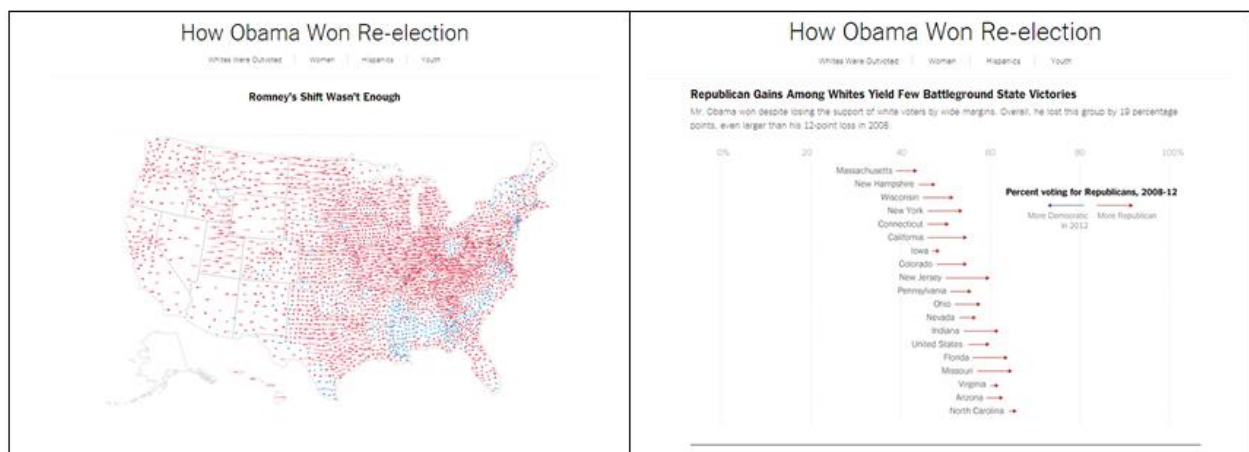 How Obama Won Re-election
Whites Were Outvoted Women Hispanics Youth
Romney's Shift Wasn't Enough
How Obama Won Re-election
Whites Were Outvoted Women Hispanics Youth
Republican Gains Among Whites Yield Few Battleground State Victories
Mr. Obama won despite losing the support of white voters by wide margins. Overall, he lost this group by 19 percentage
points, even larger than his 12-point loss in 2008.
0% 20 40 60 80 100%
Massachusetts
New Hampshire
Wisconsin
New York
Connecticut
California
Iowa
Colorado
New Jersey
Pennsylvania
Ohio
Nevada
Indiana
United States
Florida
Missouri
Virginia
Arizona
North Carolina
Percent voting for Republicans, 2008-12
More Democratic More Republican
in 2012